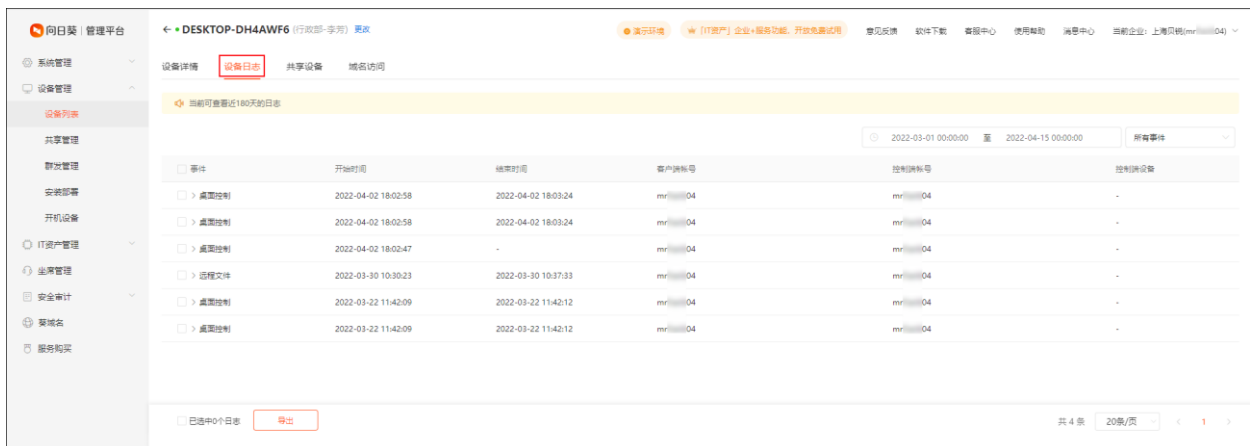 向日葵 | 管理平台
← DESKTOP-DH4AWF6 (行政部-李芳) 更改
演示环境
「IT资产」企业+服务功能，开放免费试用
意见反馈 软件下载 客服中心 使用帮助 消息中心 当前企业：上海贝锐(mr 04)
系统管理
设备管理
设备列表
共享管理
群发管理
安装部署
开机设备
IT资产管理
坐席管理
安全审计
葵域名
服务购买
设备详情 设备日志 共享设备 域名访问
当前可查看近180天的日志
2022-03-01 00:00:00 至 2022-04-15 00:00:00 所有事件
事件 开始时间 结束时间 客户端账号 控制端账号 控制端设备
> 桌面控制 2022-04-02 18:02:58 2022-04-02 18:03:24 mr 04 mr 04 -
> 桌面控制 2022-04-02 18:02:58 2022-04-02 18:03:24 mr 04 mr 04 -
> 桌面控制 2022-04-02 18:02:47 - mr 04 mr 04 -
> 远程文件 2022-03-30 10:30:23 2022-03-30 10:37:33 mr 04 mr 04 -
> 桌面控制 2022-03-22 11:42:09 2022-03-22 11:42:12 mr 04 mr 04 -
> 桌面控制 2022-03-22 11:42:09 2022-03-22 11:42:12 mr 04 mr 04 -
已选中0个日志 导出 共 4 条 20条/页 < 1 >